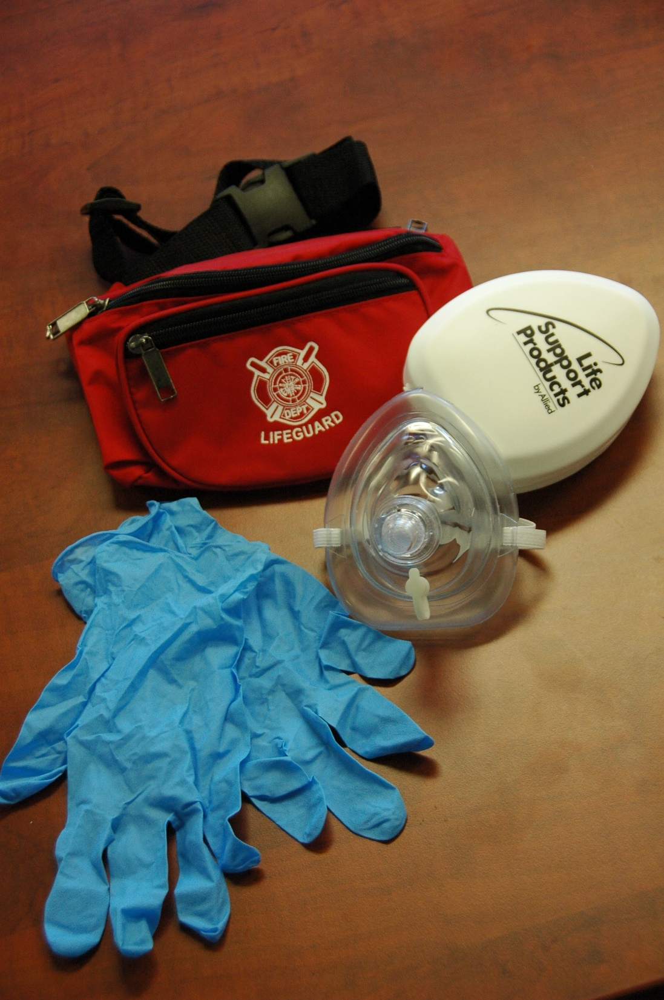 FIRE
DEPT
LIFEGUARD
Life
Support
Products
by Allied